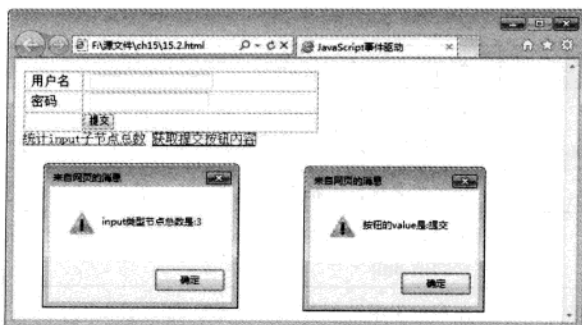 F:\源文件\ch15\15.2.html
JavaScript事件驱动
用户名
密码
提交
统计input子节点总数 获取提交按钮内容
来自网页的消息
input类型节点总数是:3
确定
来自网页的消息
按钮的value是:提交
确定